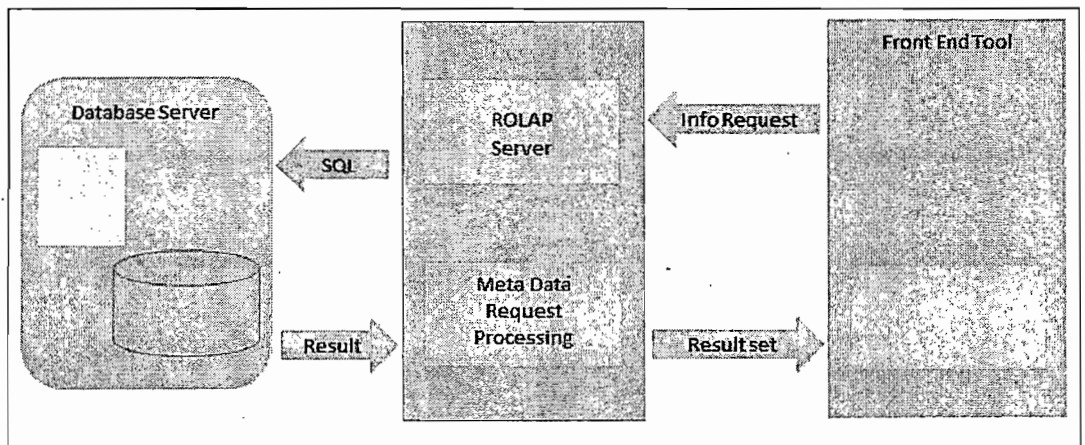 Front End Tool
Database Server
ROLAP
Server
Info Request
SQL
Meta Data
Request
Processing
Result
Result set